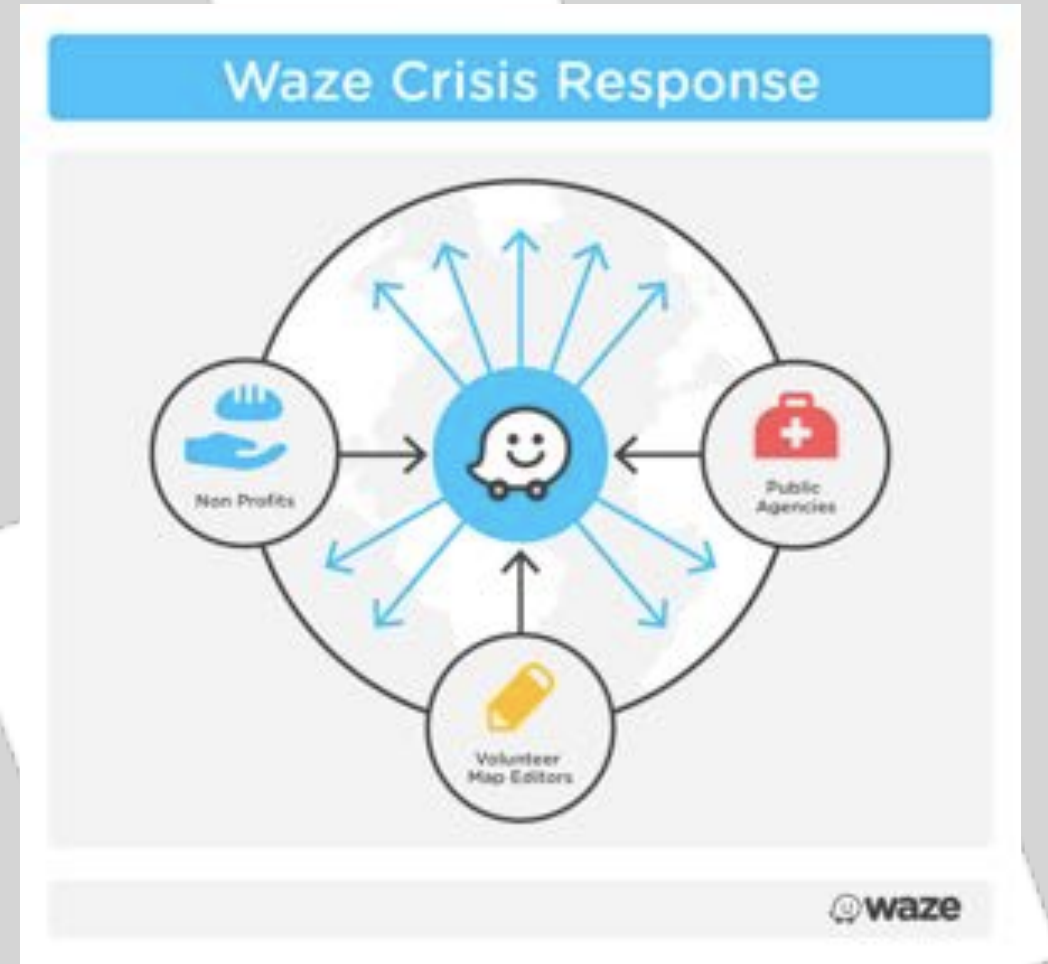 Waze Crisis Response
Non Profits
Public
Agencies
Volunteer
Map Editors
waze